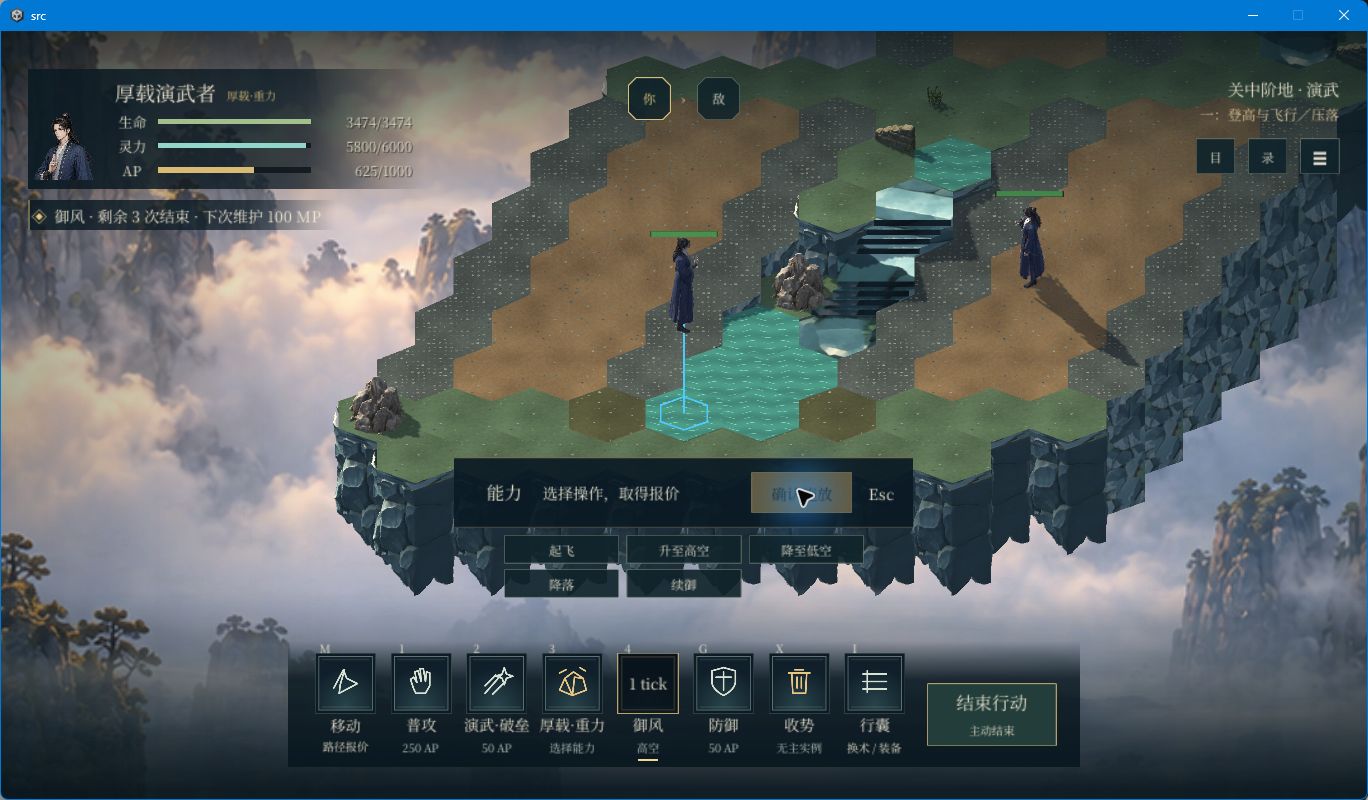 src
厚载演武者 厚载·重力
生命 3474/3474
灵力 5800/6000
AP 625/1000
御风 · 剩余 3 次结束 · 下次维护 100 MP
你 › 敌
关中阶地 · 演武
一：登高与飞行／压落
目 录
能力 选择操作，取得报价 Esc
起飞 升至高空 降至低空
降落 续御
M 1 2 3 4 G X I
1 tick
移动 普攻 演武·破垒 厚载·重力 御风 防御 收势 行囊
路径报价 250 AP 50 AP 选择能力 高空 50 AP 无主实例 换术 / 装备
结束行动
主动结束